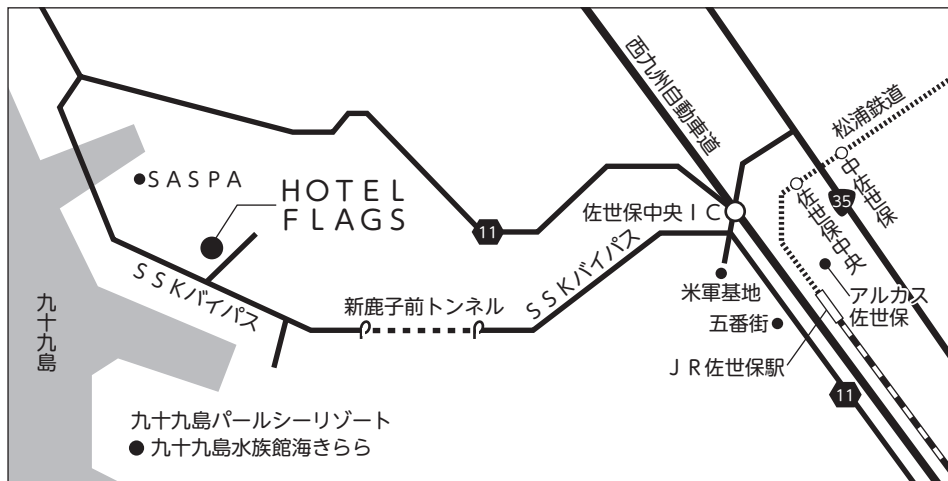 西九州自動車道
松浦鉄道
中佐世保
佐世保中央
35
SASPA
HOTEL
FLAGS
11
佐世保中央IC
SSKバイパス
SSKバイパス
新鹿子前トンネル
米軍基地
アルカス
佐世保
五番街
JR佐世保駅
11
九十九島
九十九島パールシーリゾート
九十九島水族館海きらら